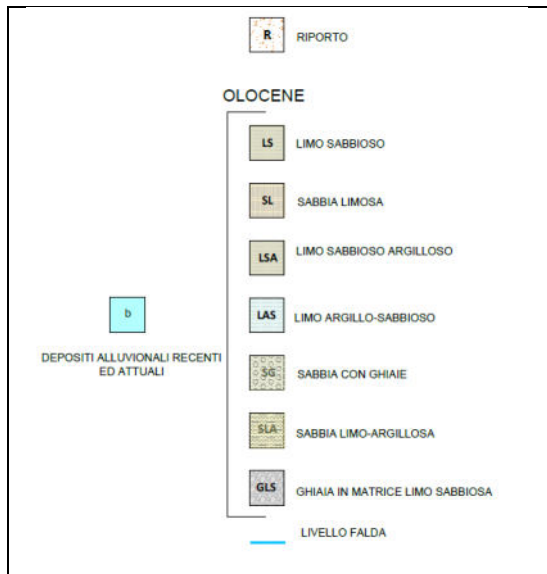 R
RIPORTO
OLOCENE
LS
LIMO SABBIOSO
SL
SABBIA LIMOSA
LSA
LIMO SABBIOSO ARGILLOSO
b
DEPOSITI ALLUVIONALI RECENTI
ED ATTUALI
LAS
LIMO ARGILLO-SABBIOSO
SG
SABBIA CON GHIAIE
SLA
SABBIA LIMO-ARGILLOSA
GLS
GHIAIA IN MATRICE LIMO SABBIOSA
LIVELLO FALDA